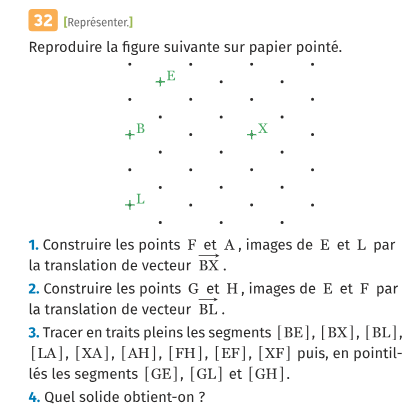 32 [Représenter.]
Reproduire la figure suivante sur papier pointé.
E
B X
L
1. Construire les points F et A, images de E et L par
la translation de vecteur BX.
2. Construire les points G et H, images de E et F par
la translation de vecteur BL.
3. Tracer en traits pleins les segments [BE], [BX], [BL],
[LA], [XA], [AH], [FH], [EF], [XF] puis, en pointil-
lés les segments [GE], [GL] et [GH].
4. Quel solide obtient-on ?